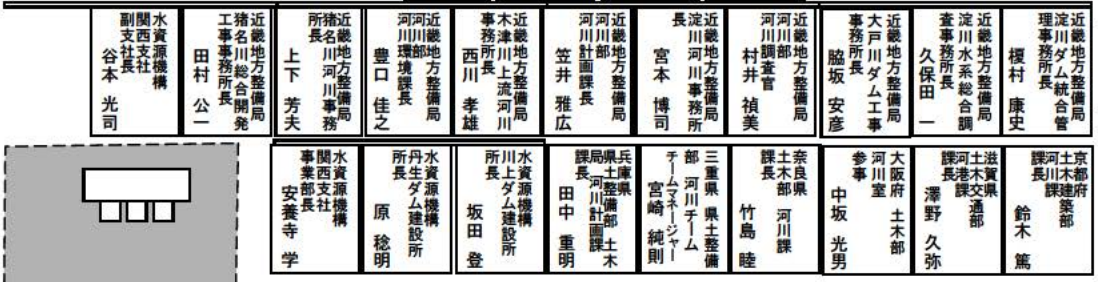 近畿地方整備局
淀川ダム統合管
理事務所長
榎村 康史
近畿地方整備局
淀川水系総合調
査事務所長
久保田 一
近畿地方整備局
大戸川ダム工事
事務所長
脇坂 安彦
近畿地方整備局
河川部
河川調査官
村井 禎美
近畿地方整備局
淀川河川事務所
長
宮本 博司
近畿地方整備局
河川部
河川計画課長
笠井 雅広
近畿地方整備局
木津川上流河川
事務所長
西川 孝雄
近畿地方整備局
河川部
河川環境課長
豊口 佳之
近畿地方整備局
猪名川河川事務
所長
上下 芳夫
近畿地方整備局
猪名川総合開発
工事事務所長
田村 公一
水資源機構
関西支社
副支社長
谷本 光司
京都府
土木建築部
河川課
課長
鈴木 篤
滋賀県
土木交通部
河港課
課長
澤野 久弥
大阪府 土木部
河川室
参事
中坂 光男
奈良県
土木部 河川課
課長
竹島 睦
三重県 県土整備
部 河川チーム
チームマネージャー
宮崎 純則
兵庫県
県土整備部 土木
局 河川計画課
課長
田中 重明
水資源機構
川上ダム建設所
所長
坂田 登
水資源機構
丹生ダム建設所
所長
原 稔明
水資源機構
関西支社
事業部長
安養寺 学